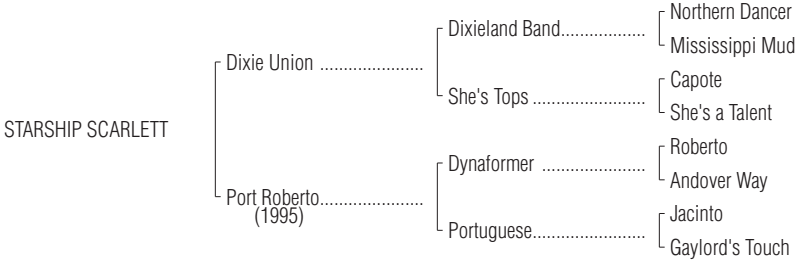 Northern Dancer
Dixieland Band....................
Mississippi Mud
Dixie Union .......................
Capote
She's Tops .........................
She's a Talent
STARSHIP SCARLETT
Roberto
Dynaformer .......................
Andover Way
Port Roberto.......................
(1995)
Jacinto
Portuguese.........................
Gaylord's Touch